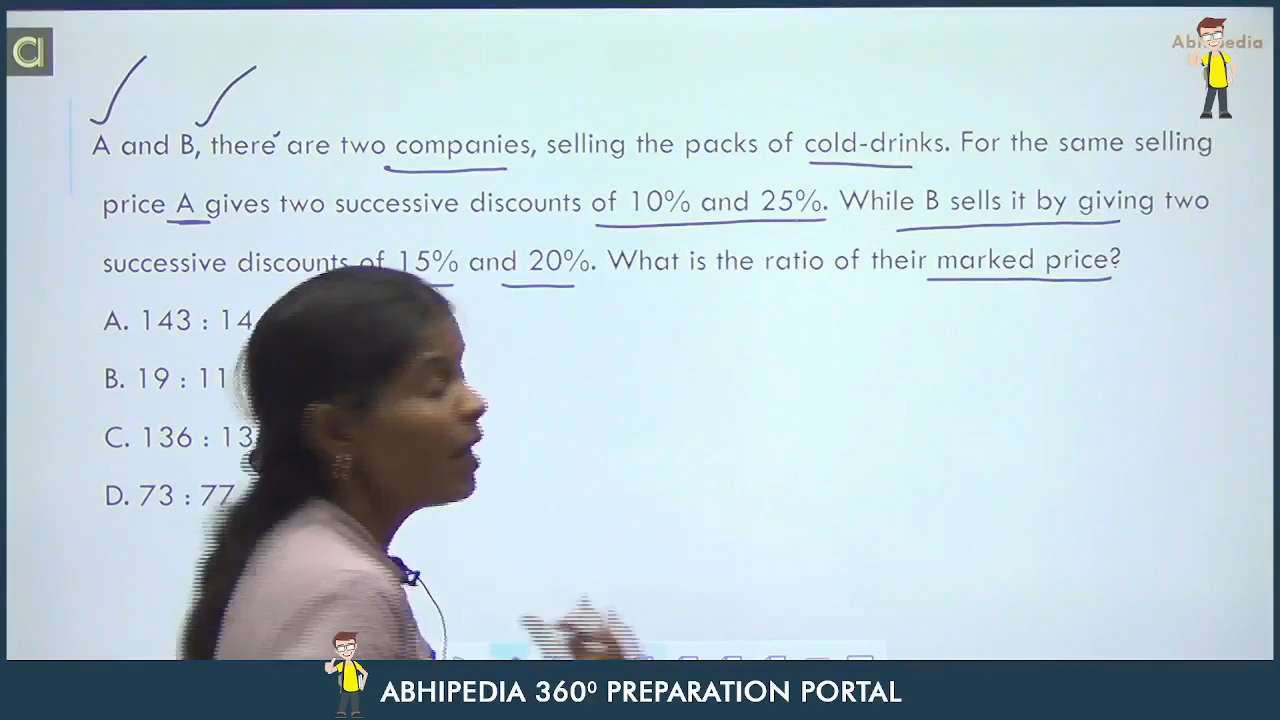 Abhipedia
A and B, there are two companies, selling the packs of cold-drinks. For the same selling
price A gives two successive discounts of 10% and 25%. While B sells it by giving two
successive discounts of 15% and 20%. What is the ratio of their marked price?
A. 143 : 14
B. 19 : 11
C. 136 : 13
D. 73 : 77
ABHIPEDIA 360⁰ PREPARATION PORTAL